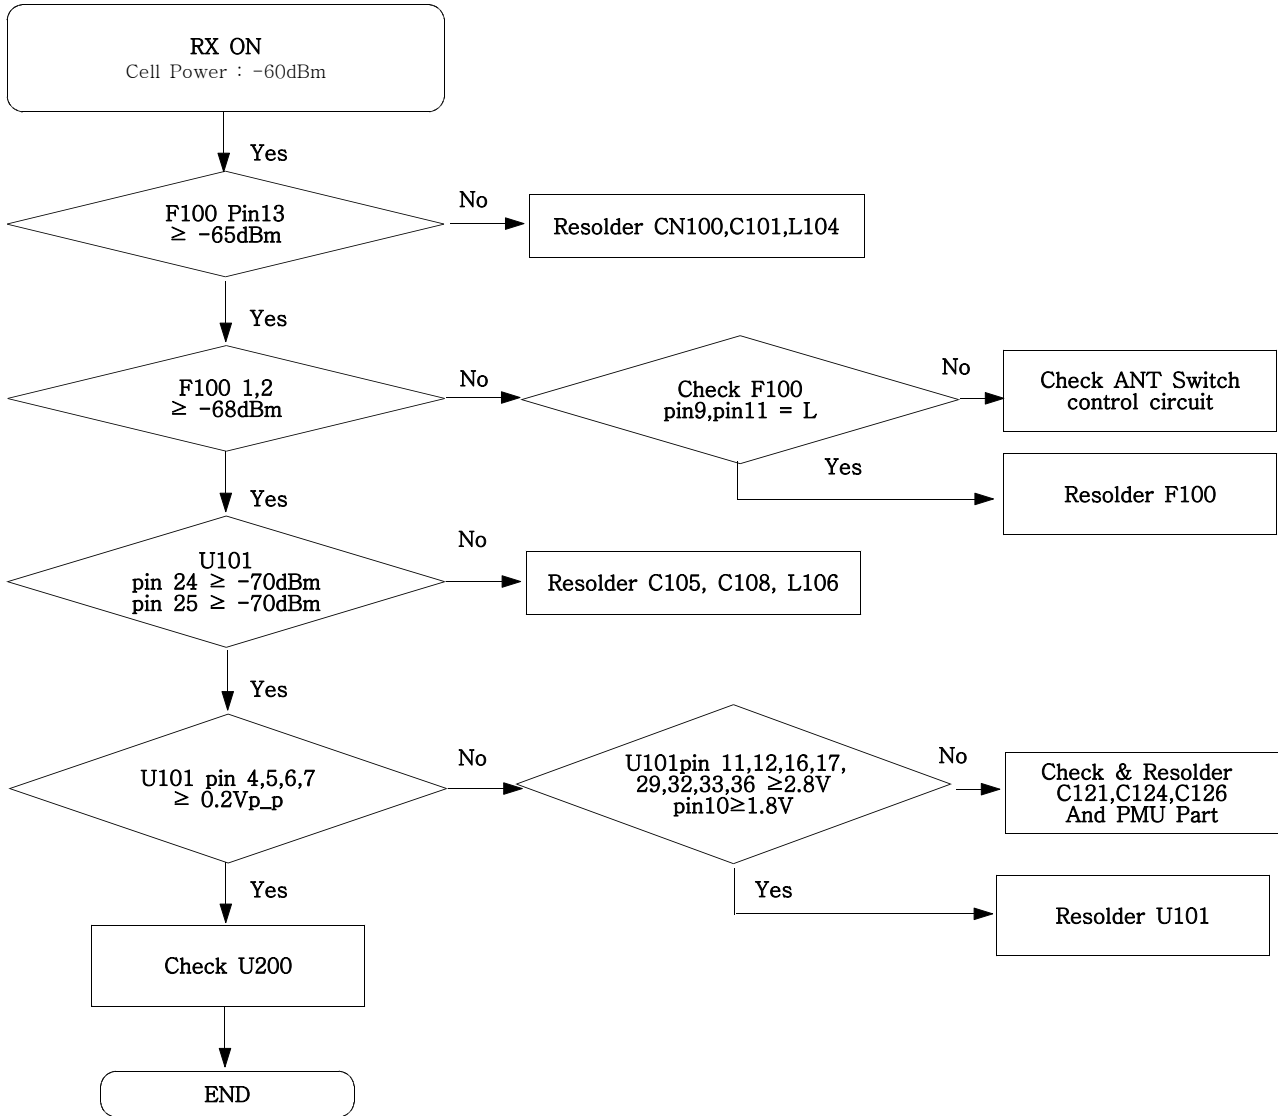 RX ON
Cell Power : -60dBm
Yes
F100 Pin13
≥ -65dBm
No
Resolder CN100,C101,L104
Yes
F100 1,2
≥ -68dBm
No
Check F100
pin9,pin11 = L
No
Check ANT Switch
control circuit
Yes
Resolder F100
Yes
U101
pin 24 ≥ -70dBm
pin 25 ≥ -70dBm
No
Resolder C105, C108, L106
Yes
U101 pin 4,5,6,7
≥ 0.2Vp_p
No
U101pin 11,12,16,17,
29,32,33,36 ≥2.8V
pin10≥1.8V
No
Check & Resolder
C121,C124,C126
And PMU Part
Yes
Resolder U101
Yes
Check U200
END